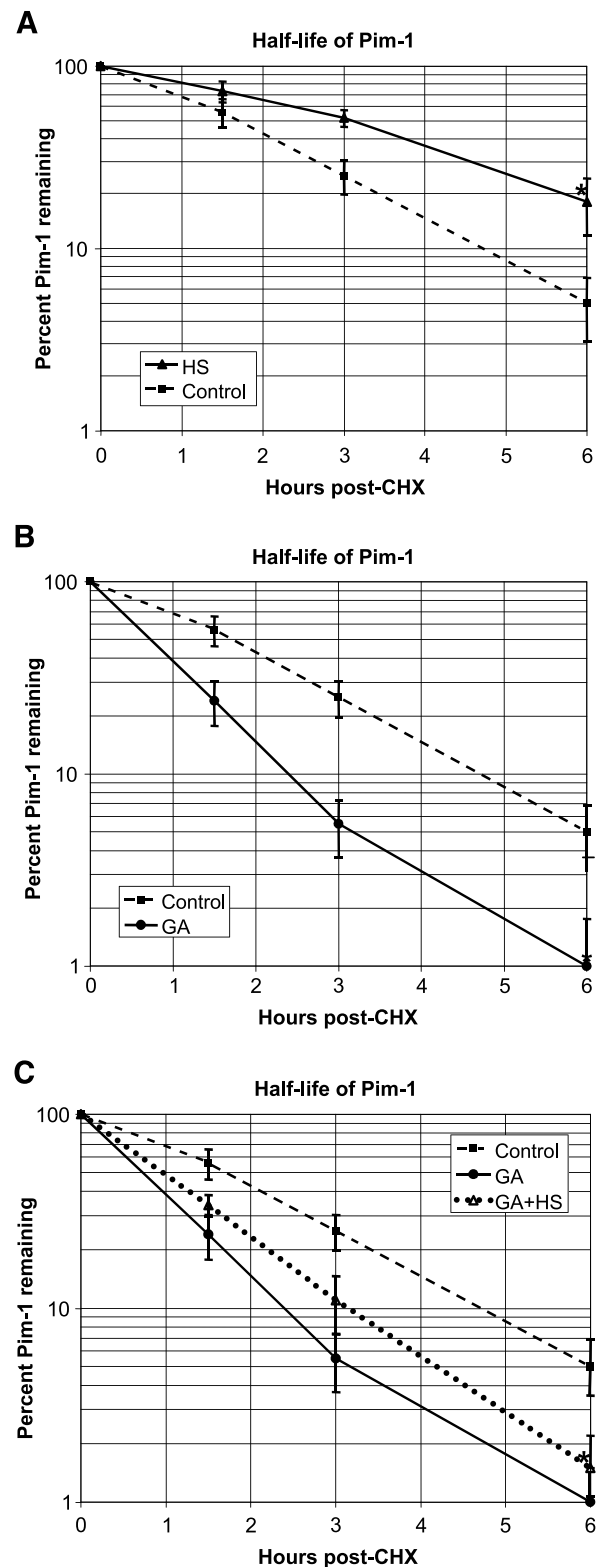 A
Half-life of Pim-1
Percent Pim-1 remaining
100
10
1
HS
Control
0 1 2 3 4 5 6
*
Hours post-CHX
B
Half-life of Pim-1
Percent Pim-1 remaining
100
10
1
Control
GA
0 1 2 3 4 5 6
*
Hours post-CHX
C
Half-life of Pim-1
Percent Pim-1 remaining
100
10
1
Control
GA
GA+HS
0 1 2 3 4 5 6
*
Hours post-CHX